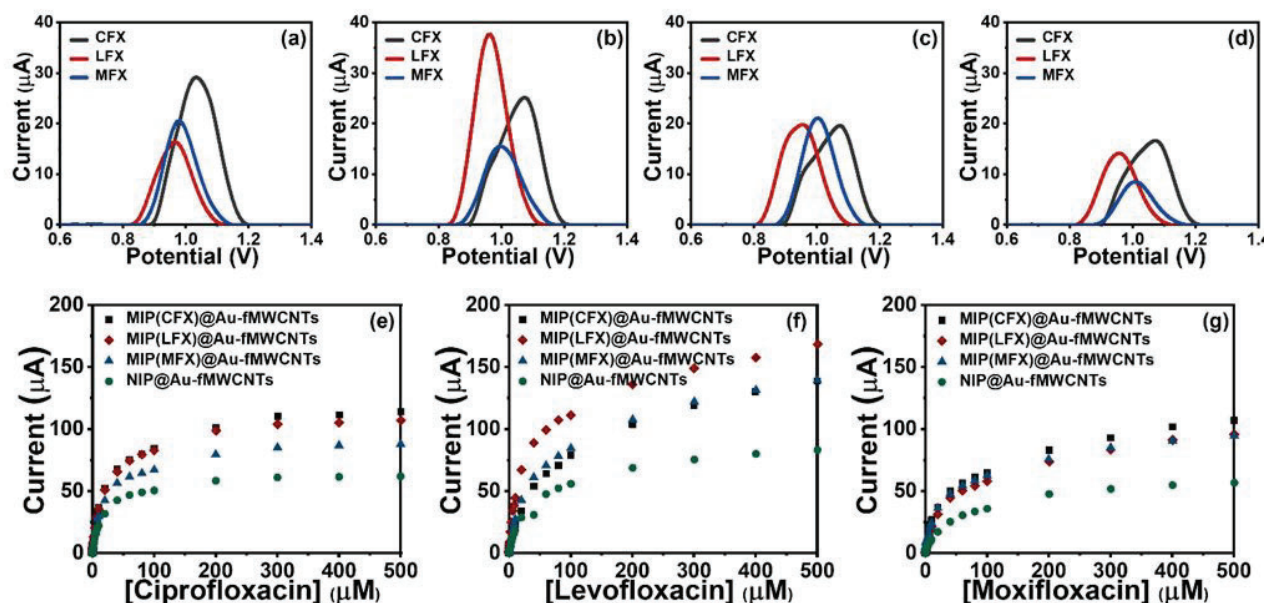 (a)
CFX
LFX
MFX
Current (μA)
40
30
20
10
0
0.6 0.8 1.0 1.2 1.4
Potential (V)
(b)
CFX
LFX
MFX
Current (μA)
40
30
20
10
0
0.6 0.8 1.0 1.2 1.4
Potential (V)
(c)
CFX
LFX
MFX
Current (μA)
40
30
20
10
0
0.6 0.8 1.0 1.2 1.4
Potential (V)
(d)
CFX
LFX
MFX
Current (μA)
40
30
20
10
0
0.6 0.8 1.0 1.2 1.4
Potential (V)
(e)
MIP(CFX)@Au-fMWCNTs
MIP(LFX)@Au-fMWCNTs
MIP(MFX)@Au-fMWCNTs
NIP@Au-fMWCNTs
Current (μA)
200
150
100
50
0
0 100 200 300 400 500
[Ciprofloxacin] (μM)
(f)
MIP(CFX)@Au-fMWCNTs
MIP(LFX)@Au-fMWCNTs
MIP(MFX)@Au-fMWCNTs
NIP@Au-fMWCNTs
Current (μA)
200
150
100
50
0
0 100 200 300 400 500
[Levofloxacin] (μM)
(g)
MIP(CFX)@Au-fMWCNTs
MIP(LFX)@Au-fMWCNTs
MIP(MFX)@Au-fMWCNTs
NIP@Au-fMWCNTs
Current (μA)
200
150
100
50
0
0 100 200 300 400 500
[Moxifloxacin] (μM)